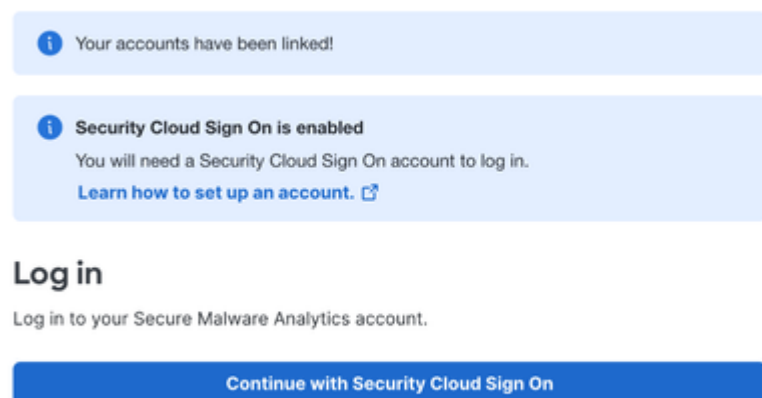 Your accounts have been linked!
Security Cloud Sign On is enabled
You will need a Security Cloud Sign On account to log in.
Learn how to set up an account.
Log in
Log in to your Secure Malware Analytics account.
Continue with Security Cloud Sign On